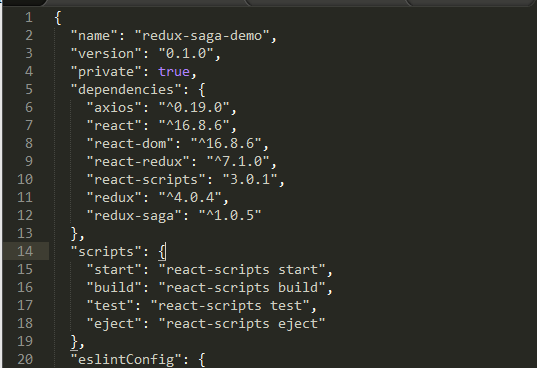 1 {
2 "name": "redux-saga-demo",
3 "version": "0.1.0",
4 "private": true,
5 "dependencies": {
6 "axios": "^0.19.0",
7 "react": "^16.8.6",
8 "react-dom": "^16.8.6",
9 "react-redux": "^7.1.0",
10 "react-scripts": "3.0.1",
11 "redux": "^4.0.4",
12 "redux-saga": "^1.0.5"
13 },
14 "scripts": {
15 "start": "react-scripts start",
16 "build": "react-scripts build",
17 "test": "react-scripts test",
18 "eject": "react-scripts eject"
19 },
20 "eslintConfig": {